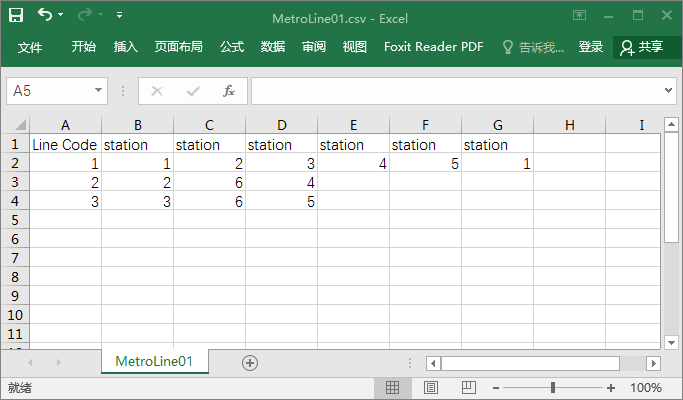 MetroLine01.csv - Excel
文件 开始 插入 页面布局 公式 数据 审阅 视图 Foxit Reader PDF 告诉我... 登录 共享
A5 fx
A B C D E F G H I
1 Line Code station station station station station station
2 1 1 2 3 4 5 1
3 2 2 6 4
4 3 3 6 5
5
6
7
8
9
10
11
MetroLine01
就绪 100%